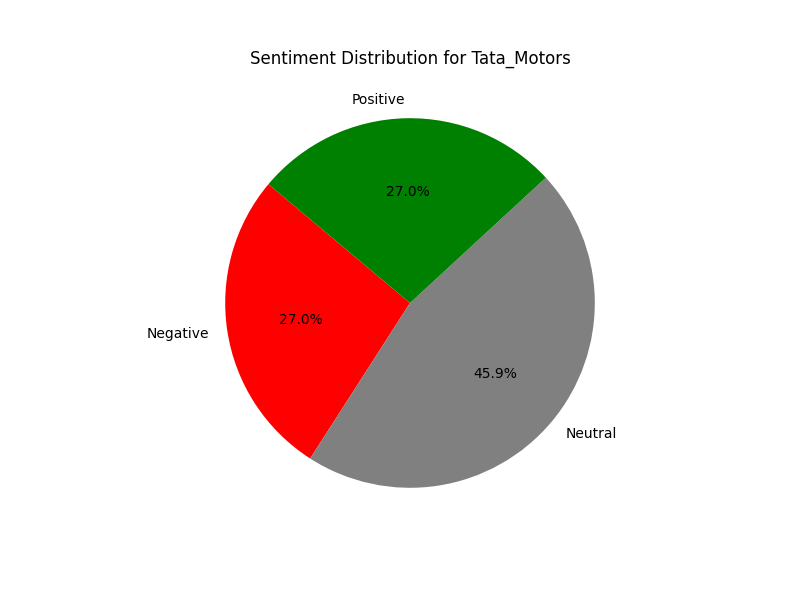 Sentiment Distribution for Tata_Motors
Positive
27.0%
27.0%
Negative
45.9%
Neutral